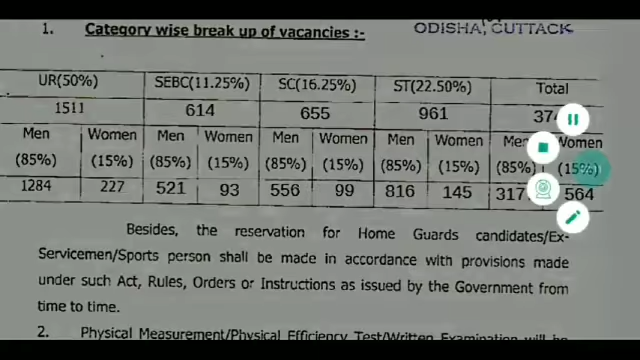 ODISHA, CUTTACK
1. Category wise break up of vacancies :-
UR(50%) SEBC(11.25%) SC(16.25%) ST(22.50%) Total
1511 614 655 961
Men Women Men Women Men Women Men Women Women
(85%) (15%) (85%) (15%) (85%) (15%) (85%) (15%) (85%) (15%)
1284 227 521 93 556 99 816 145 564
Besides, the reservation for Home Guards candidates/Ex-
Servicemen/Sports person shall be made in accordance with provisions made
under such Act, Rules, Orders or Instructions as issued by the Government from
time to time.
2. Physical Measurement/Physical Efficiency Test/Written Examination will be